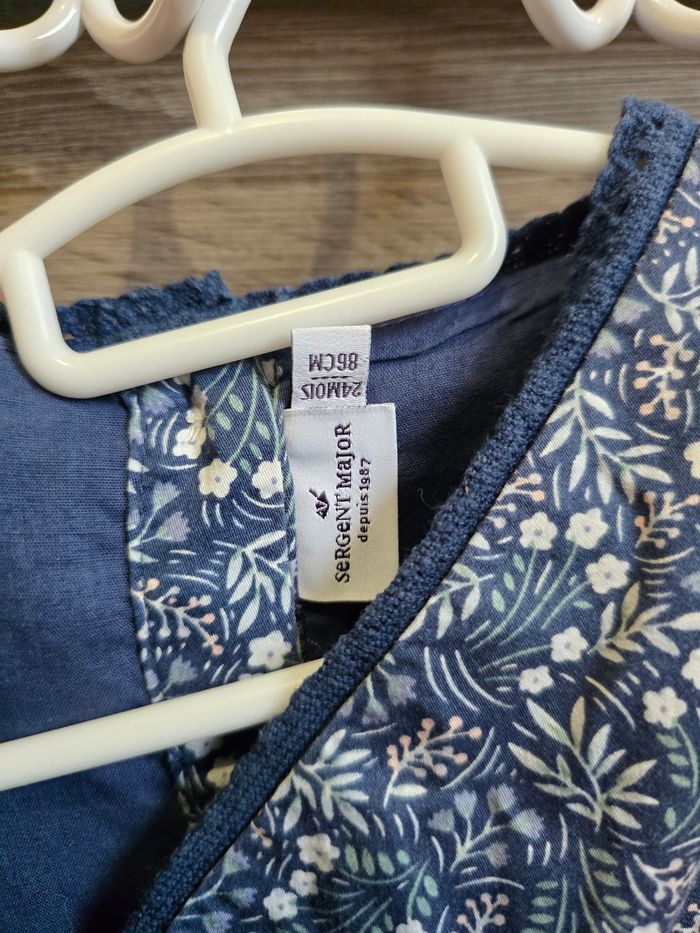 24MOIS
86CM
SeRGeNT MajoR
depuis 1987